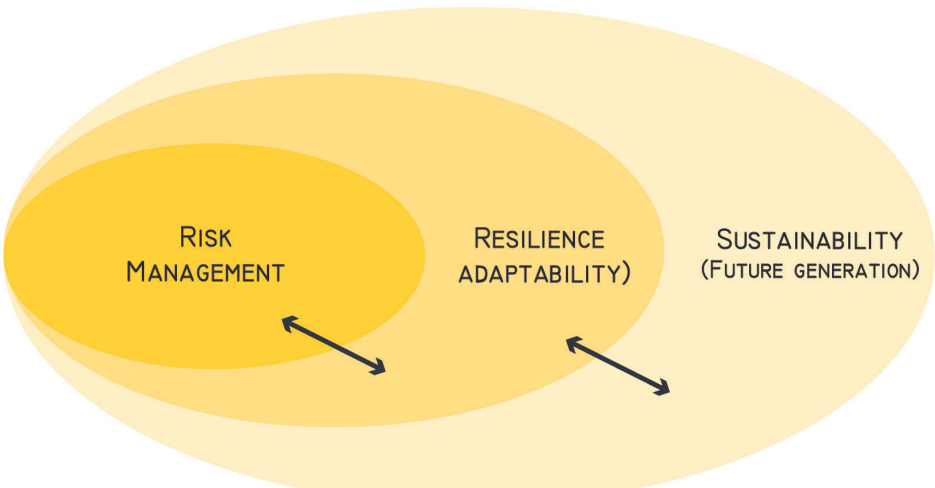 Risk
Management
Resilience
adaptability)
Sustainability
(Future generation)